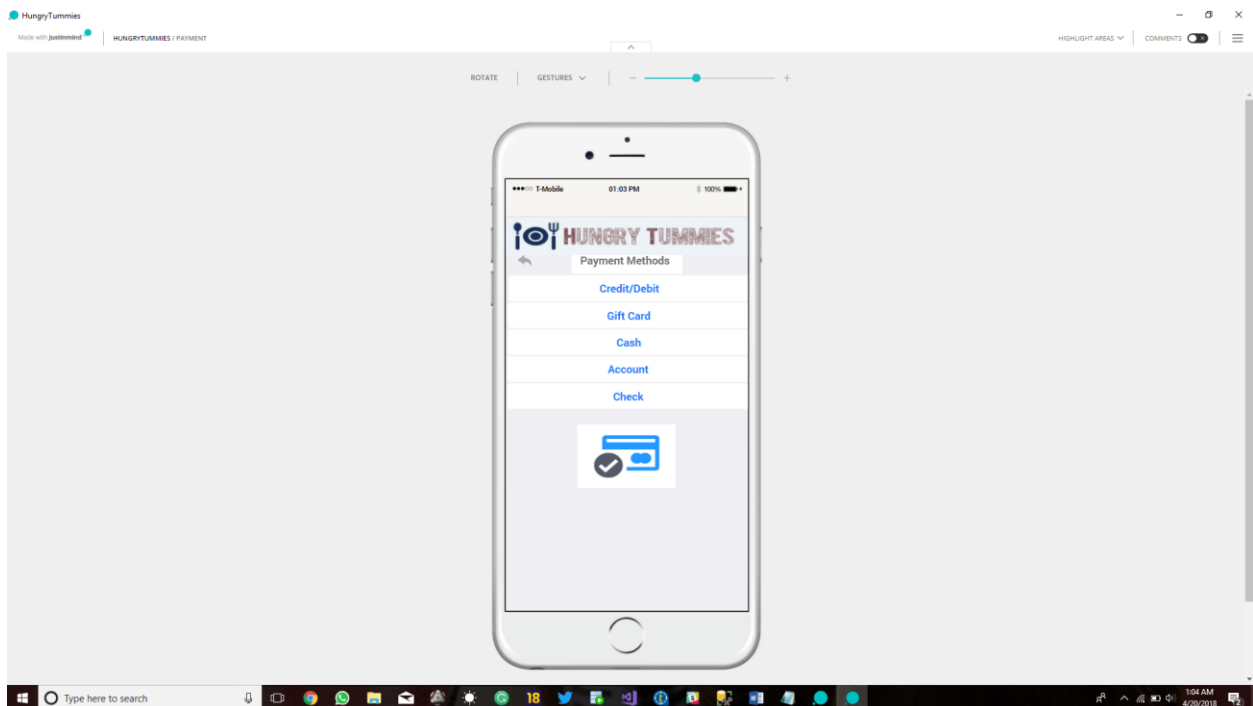 HungryTummies
Made with justinmind
HUNGRYTUMMIES / PAYMENT
HIGHLIGHT AREAS
COMMENTS
ROTATE
GESTURES
T-Mobile 01:03 PM 100%
HUNGRY TUMMIES
Payment Methods
Credit/Debit
Gift Card
Cash
Account
Check
Type here to search
18
1:04 AM
4/20/2018